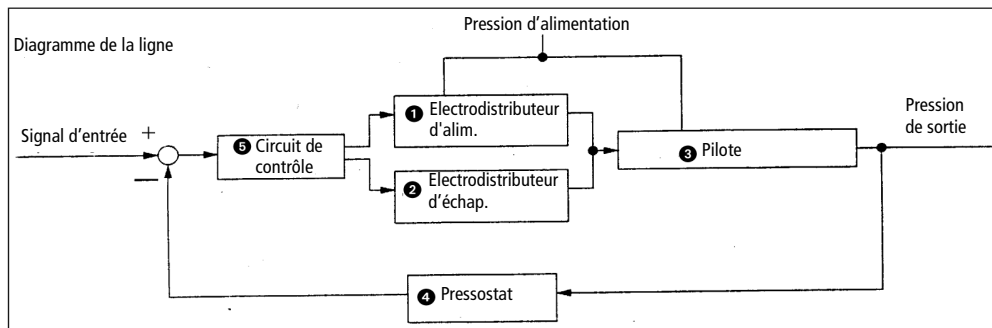 Pression d'alimentation
Diagramme de la ligne
Signal d'entrée
+
—
❺ Circuit de
contrôle
❶ Electrodistributeur
d'alim.
❷ Electrodistributeur
d'échap.
❸ Pilote
Pression
de sortie
❹ Pressostat